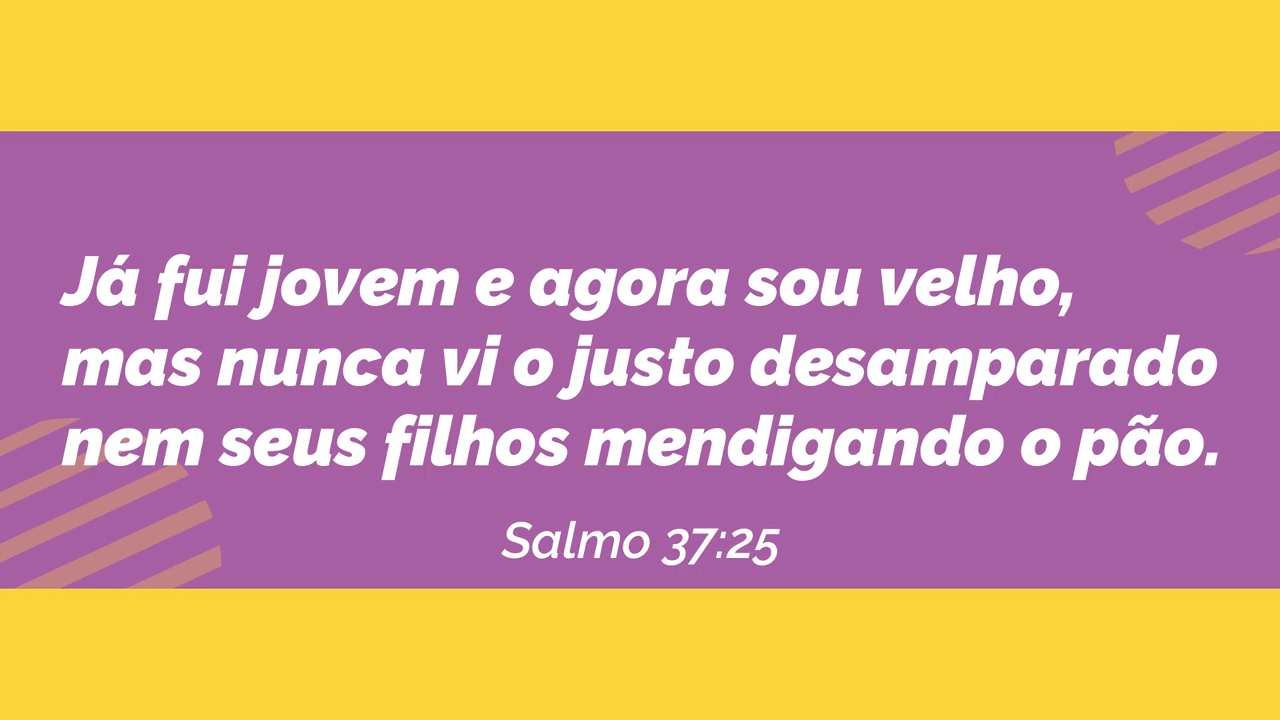 Já fui jovem e agora sou velho,
mas nunca vi o justo desamparado
nem seus filhos mendigando o pão.
Salmo 37:25